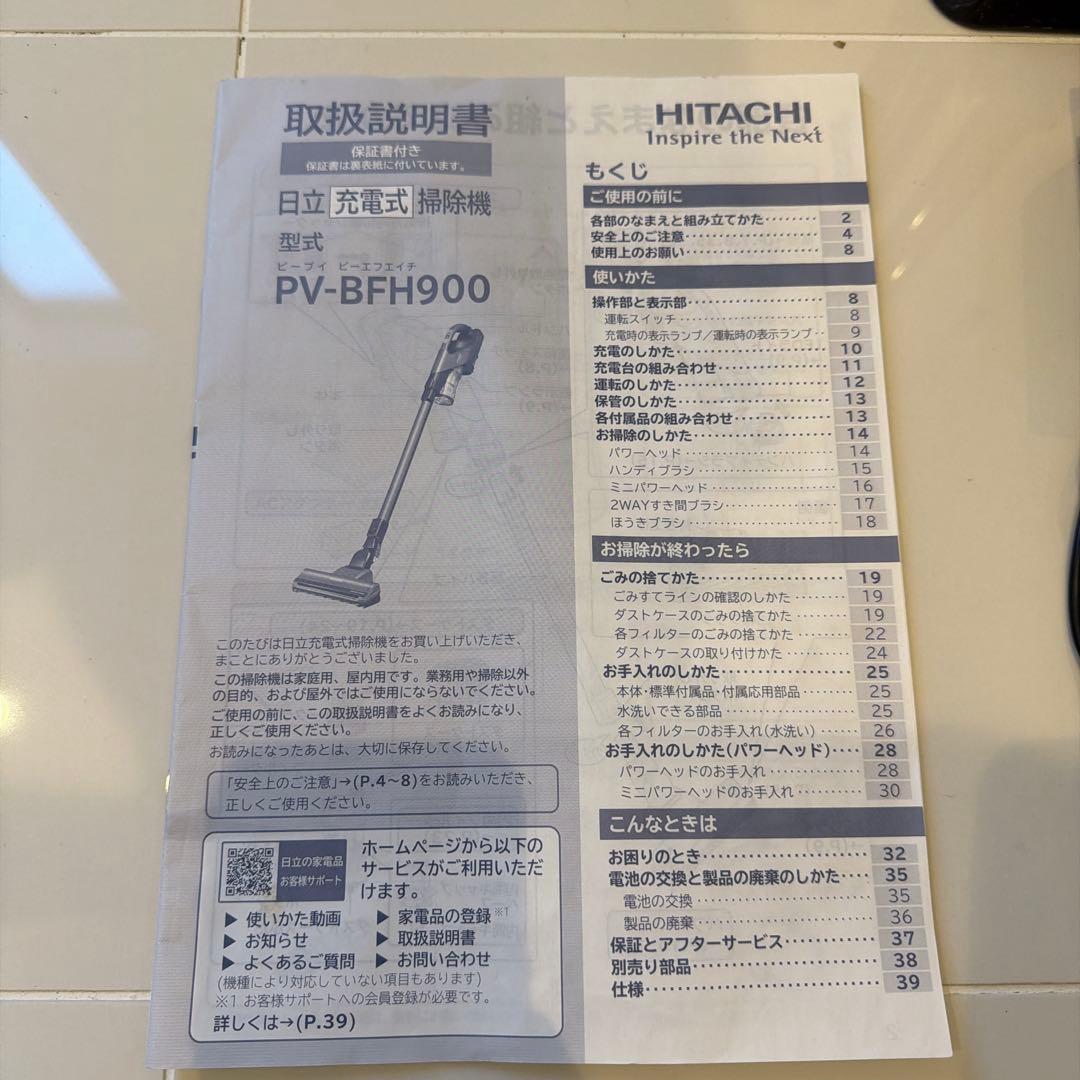 取扱説明書
保証書付き
保証書は裏表紙に付いています。
日立 充電式 掃除機
型式
ピーブイ ビーエフエイチ
PV-BFH900
このたびは日立充電式掃除機をお買い上げいただき、
まことにありがとうございました。
この掃除機は家庭用、屋内用です。業務用や掃除以外
の目的、および屋外ではご使用にならないでください。
ご使用の前に、この取扱説明書をよくお読みになり、
正しくご使用ください。
お読みになったあとは、大切に保存してください。
「安全上のご注意」→(P.4~8)をお読みいただき、
正しくご使用ください。
日立の家電品
お客様サポート
ホームページから以下の
サービスがご利用いただ
けます。
▶ 使いかた動画 ▶ 家電品の登録※1
▶ お知らせ ▶ 取扱説明書
▶ よくあるご質問 ▶ お問い合わせ
(機種により対応していない項目もあります)
※1 お客様サポートへの会員登録が必要です。
詳しくは→(P.39)
HITACHI
Inspire the Next
もくじ
ご使用の前に
各部のなまえと組み立てかた‥‥‥‥ 2
安全上のご注意‥‥‥‥‥‥‥‥ 4
使用上のお願い‥‥‥‥‥‥‥‥ 8
使いかた
操作部と表示部‥‥‥‥‥‥‥‥ 8
運転スイッチ‥‥‥‥‥‥‥‥ 8
充電時の表示ランプ/運転時の表示ランプ‥ 9
充電のしかた‥‥‥‥‥‥‥‥ 10
充電台の組み合わせ‥‥‥‥‥‥ 11
運転のしかた‥‥‥‥‥‥‥‥ 12
保管のしかた‥‥‥‥‥‥‥‥ 13
各付属品の組み合わせ‥‥‥‥‥ 13
お掃除のしかた‥‥‥‥‥‥‥‥ 14
パワーヘッド‥‥‥‥‥‥‥‥ 14
ハンディブラシ‥‥‥‥‥‥‥‥ 15
ミニパワーヘッド‥‥‥‥‥‥‥ 16
2WAYすき間ブラシ‥‥‥‥‥‥ 17
ほうきブラシ‥‥‥‥‥‥‥‥ 18
お掃除が終わったら
ごみの捨てかた‥‥‥‥‥‥‥‥ 19
ごみすてラインの確認のしかた‥‥‥ 19
ダストケースのごみの捨てかた‥‥‥ 19
各フィルターのごみの捨てかた‥‥‥ 22
ダストケースの取り付けかた‥‥‥‥ 24
お手入れのしかた‥‥‥‥‥‥‥ 25
本体・標準付属品・付属応用部品‥‥‥ 25
水洗いできる部品‥‥‥‥‥‥‥ 25
各フィルターのお手入れ(水洗い)‥‥ 26
お手入れのしかた(パワーヘッド)‥‥ 28
パワーヘッドのお手入れ‥‥‥‥‥ 28
ミニパワーヘッドのお手入れ‥‥‥‥ 30
こんなときは
お困りのとき‥‥‥‥‥‥‥‥ 32
電池の交換と製品の廃棄のしかた‥‥ 35
電池の交換‥‥‥‥‥‥‥‥ 35
製品の廃棄‥‥‥‥‥‥‥‥ 36
保証とアフターサービス‥‥‥‥‥ 37
別売り部品‥‥‥‥‥‥‥‥ 38
仕様‥‥‥‥‥‥‥‥‥‥ 39